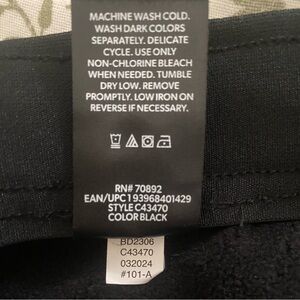 MACHINE WASH COLD.
WASH DARK COLORS
SEPARATELY. DELICATE
CYCLE. USE ONLY
NON-CHLORINE BLEACH
WHEN NEEDED. TUMBLE
DRY LOW. REMOVE
PROMPTLY. LOW IRON ON
REVERSE IF NECESSARY.
RN# 70892
EAN/UPC 193968401429
STYLE C43470
COLOR BLACK
BD2306
C43470
032024
#101-A